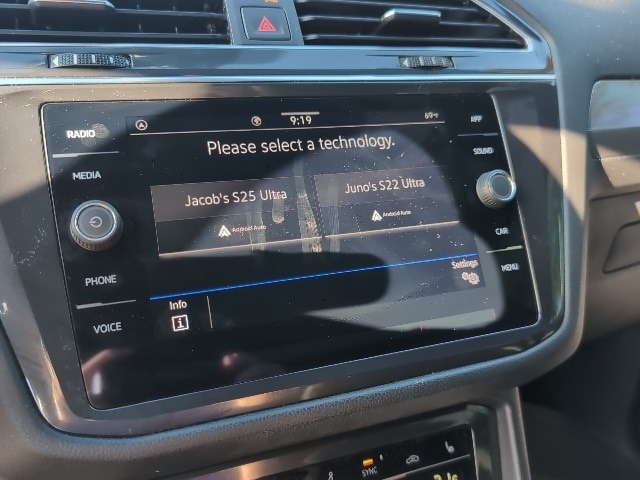 RADIO
MEDIA
PHONE
VOICE
9:19
69°F
Please select a technology.
Jacob's S25 Ultra
Android Auto
Juno's S22 Ultra
Android Auto
Settings
Info
i
APP
SOUND
CAR
MENU
SYNC